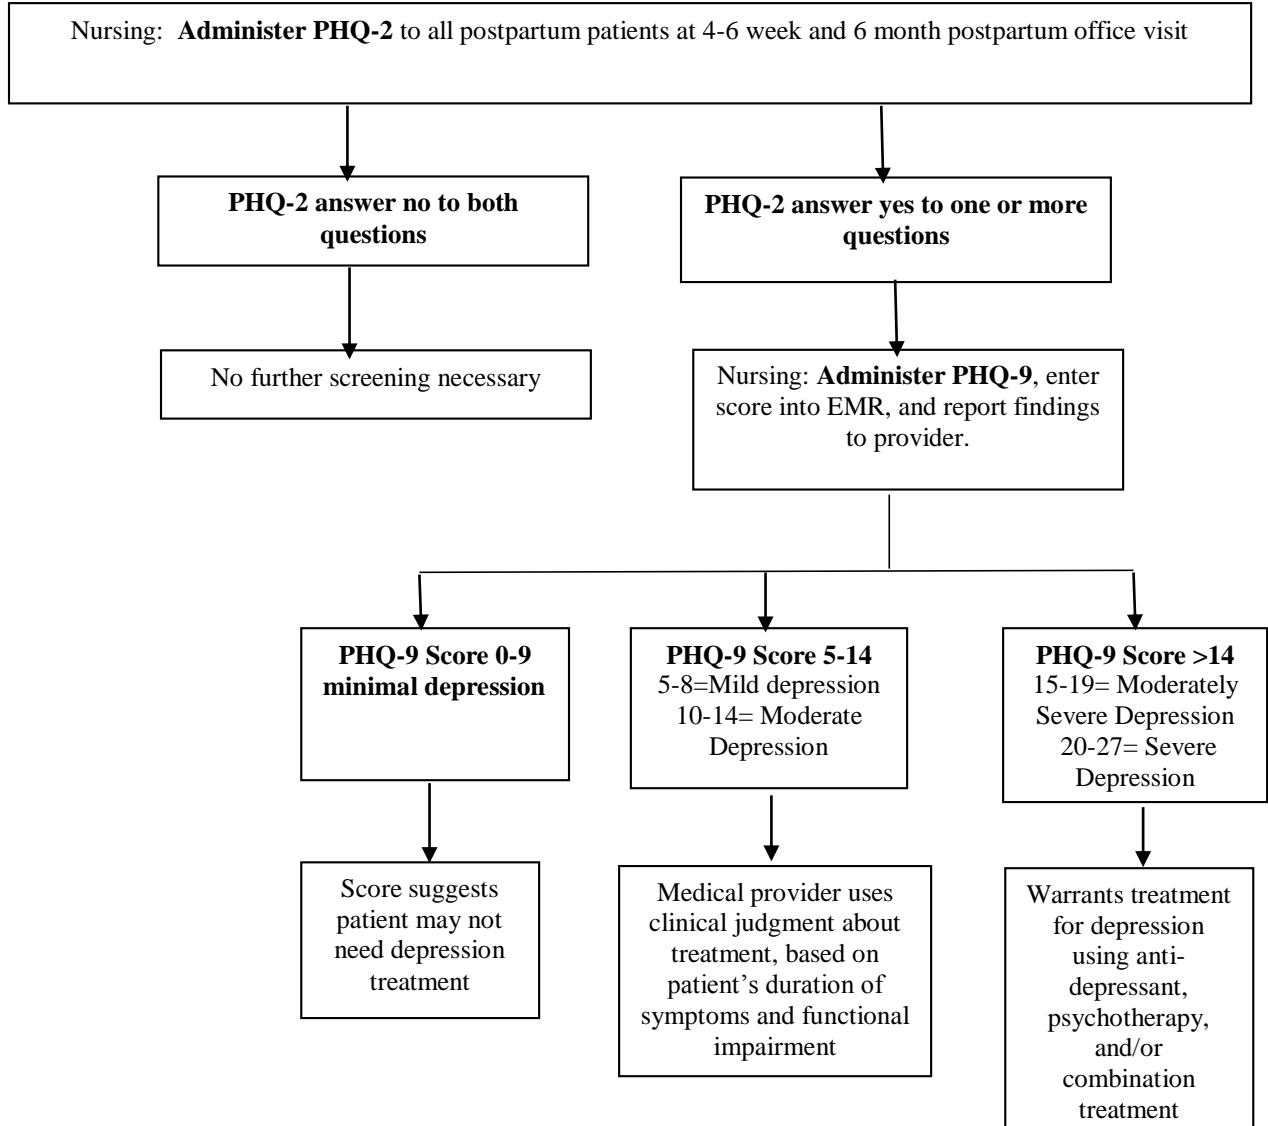 Nursing: Administer PHQ-2 to all postpartum patients at 4-6 week and 6 month postpartum office visit
PHQ-2 answer no to both
questions
PHQ-2 answer yes to one or more
questions
No further screening necessary
Nursing: Administer PHQ-9, enter
score into EMR, and report findings
to provider.
PHQ-9 Score 0-9
minimal depression
PHQ-9 Score 5-14
5-8=Mild depression
10-14= Moderate
Depression
PHQ-9 Score >14
15-19= Moderately
Severe Depression
20-27= Severe
Depression
Score suggests
patient may not
need depression
treatment
Medical provider uses
clinical judgment about
treatment, based on
patient’s duration of
symptoms and functional
impairment
Warrants treatment
for depression
using anti-
depressant,
psychotherapy,
and/or
combination
treatment